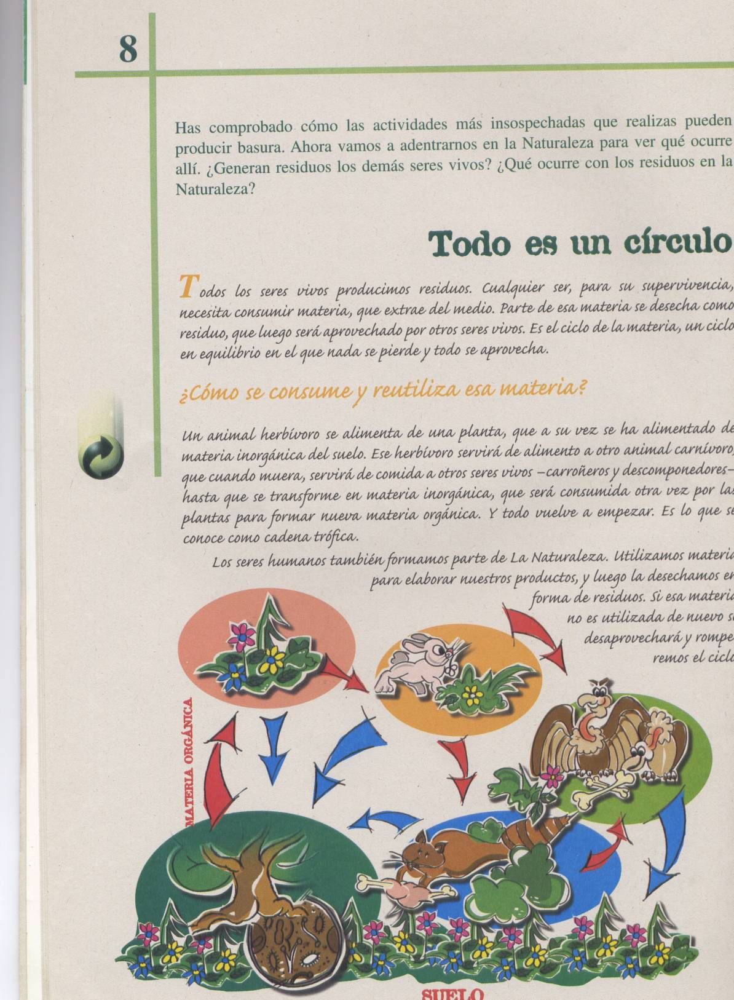 8
Has comprobado cómo las actividades más insospechadas que realizas pueden
producir basura. Ahora vamos a adentrarnos en la Naturaleza para ver qué ocurre
allí. ¿Generan residuos los demás seres vivos? ¿Qué ocurre con los residuos en la
Naturaleza?
Todo es un círculo
Todos los seres vivos producimos residuos. Cualquier ser, para su supervivencia,
necesita consumir materia, que extrae del medio. Parte de esa materia se desecha como
residuo, que luego será aprovechado por otros seres vivos. Es el ciclo de la materia, un ciclo
en equilibrio en el que nada se pierde y todo se aprovecha.
¿Cómo se consume y reutiliza esa materia?
Un animal herbívoro se alimenta de una planta, que a su vez se ha alimentado de
materia inorgánica del suelo. Ese herbívoro servirá de alimento a otro animal carnívoro,
que cuando muera, servirá de comida a otros seres vivos –carroñeros y descomponedores–
hasta que se transforme en materia inorgánica, que será consumida otra vez por las
plantas para formar nueva materia orgánica. Y todo vuelve a empezar. Es lo que se
conoce como cadena trófica.
Los seres humanos también formamos parte de La Naturaleza. Utilizamos materia
para elaborar nuestros productos, y luego la desechamos en
forma de residuos. Si esa materia
no es utilizada de nuevo se
desaprovechará y rompe-
remos el ciclo
MATERIA ORGÁNICA
SUELO